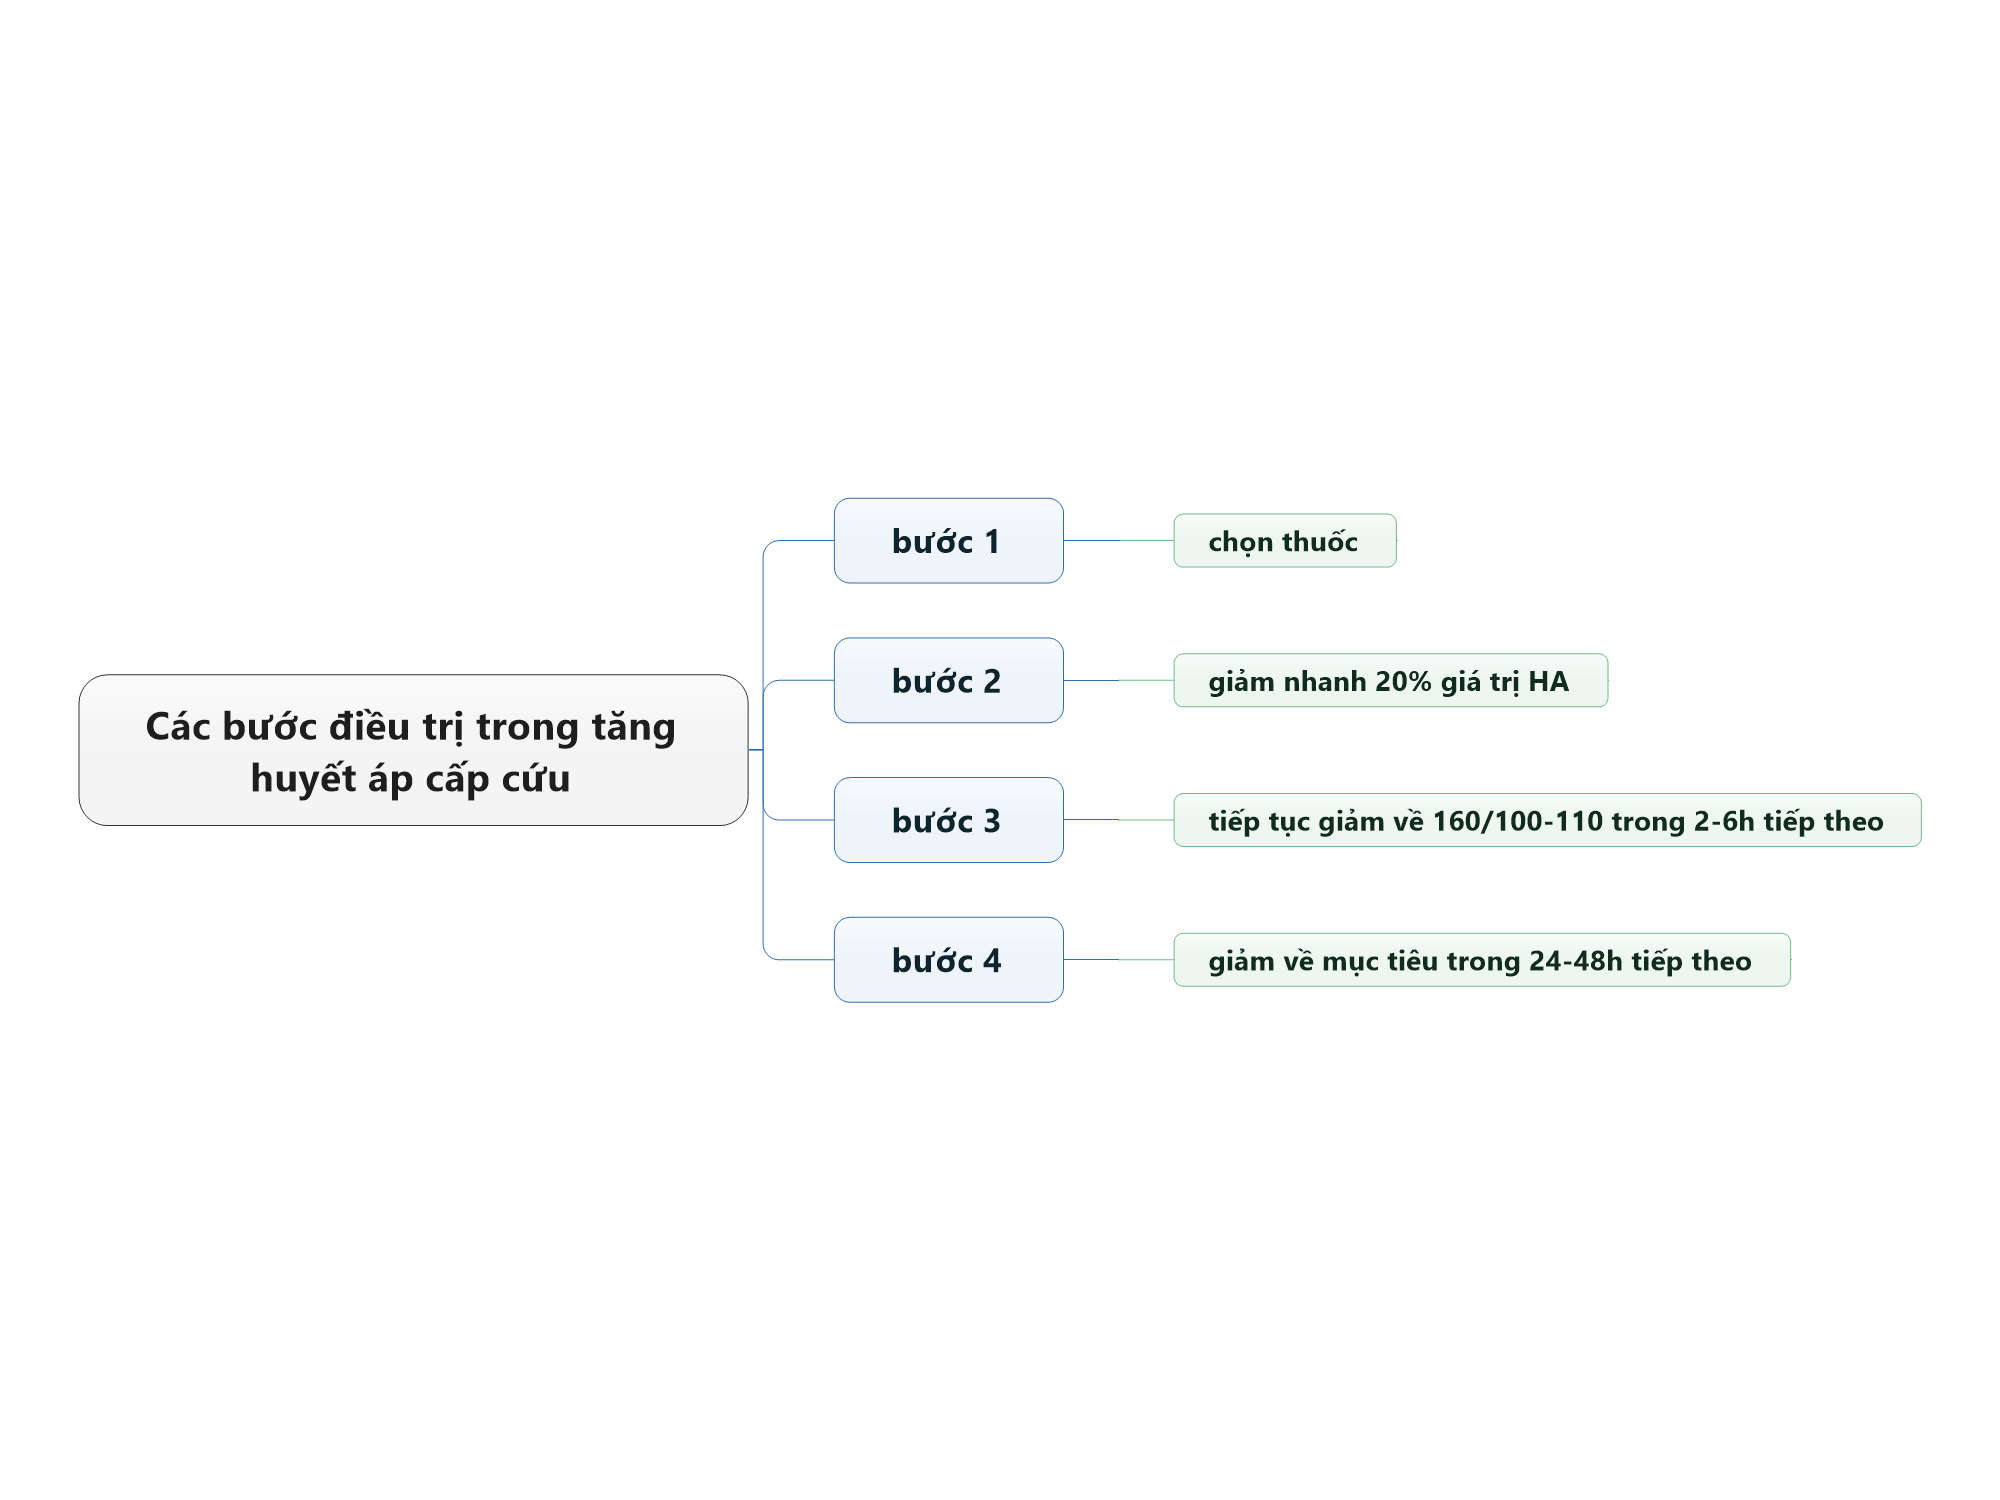 Các bước điều trị trong tăng
huyết áp cấp cứu
bước 1
chọn thuốc
bước 2
giảm nhanh 20% giá trị HA
bước 3
tiếp tục giảm về 160/100-110 trong 2-6h tiếp theo
bước 4
giảm về mục tiêu trong 24-48h tiếp theo